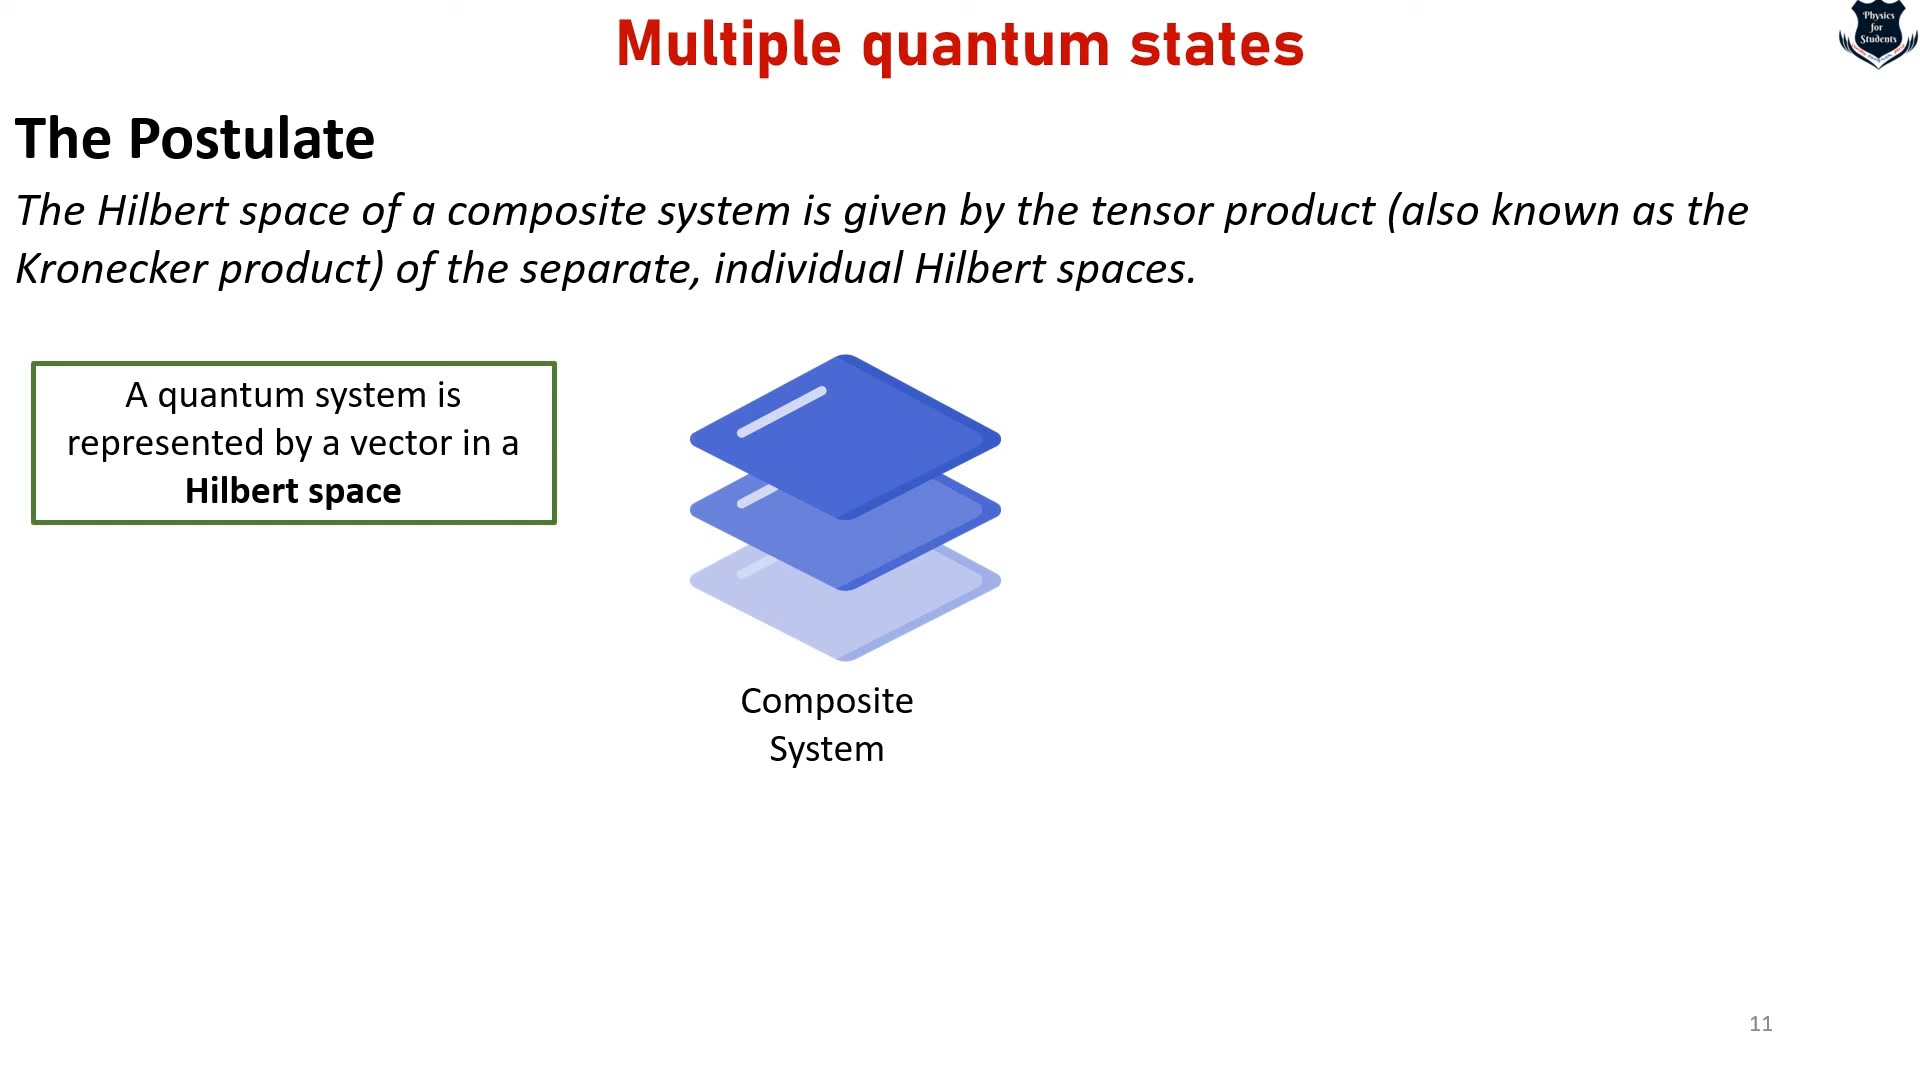 Multiple quantum states
Physics
for
Students
The Postulate
The Hilbert space of a composite system is given by the tensor product (also known as the
Kronecker product) of the separate, individual Hilbert spaces.
A quantum system is
represented by a vector in a
Hilbert space
Composite
System
11